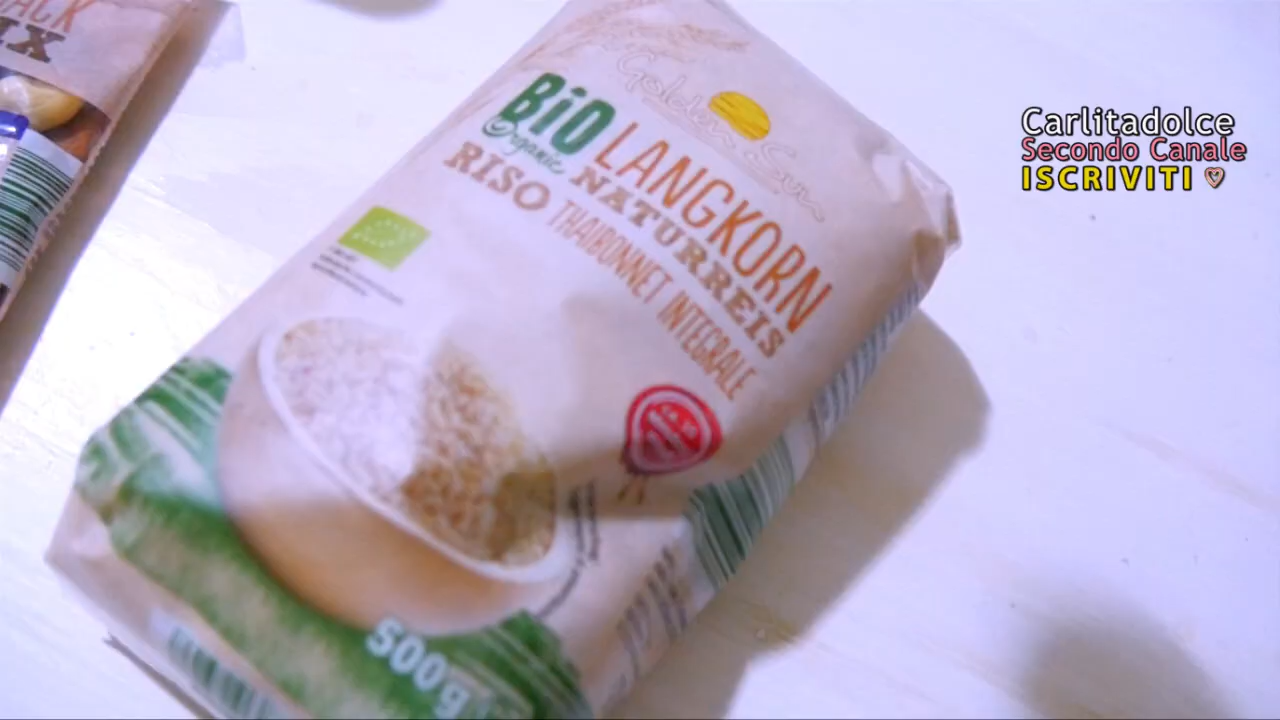 Golden Sun
BiO
Organic
LANGKORN
NATURREIS
RISO THAIBONNET INTEGRALE
500g
Carlitadolce
Secondo Canale
ISCRIVITI